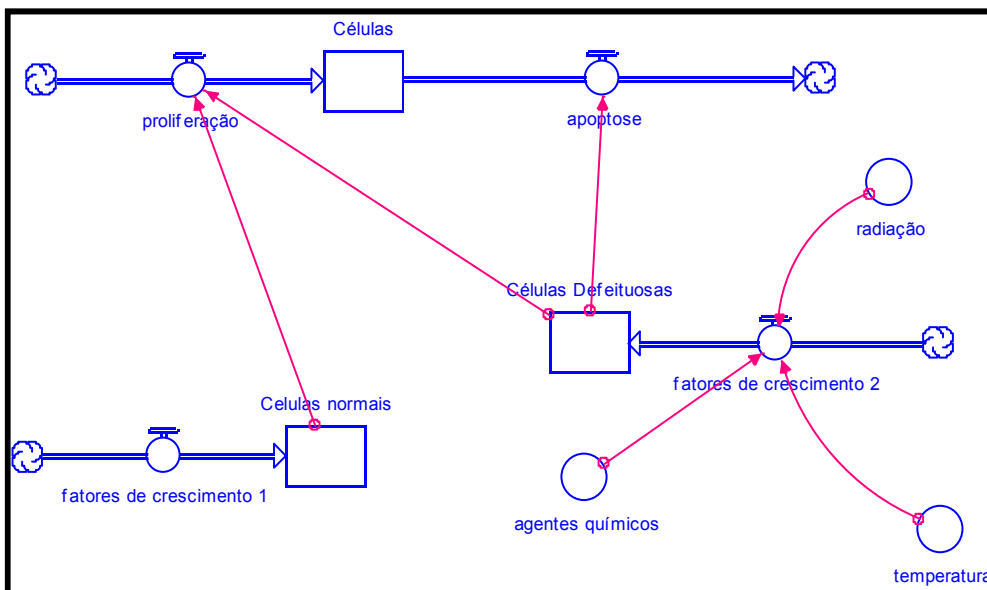 Células
proliferação
apoptose
radiação
Células Defeituosas
fatores de crescimento 2
Celulas normais
fatores de crescimento 1
agentes químicos
temperatura